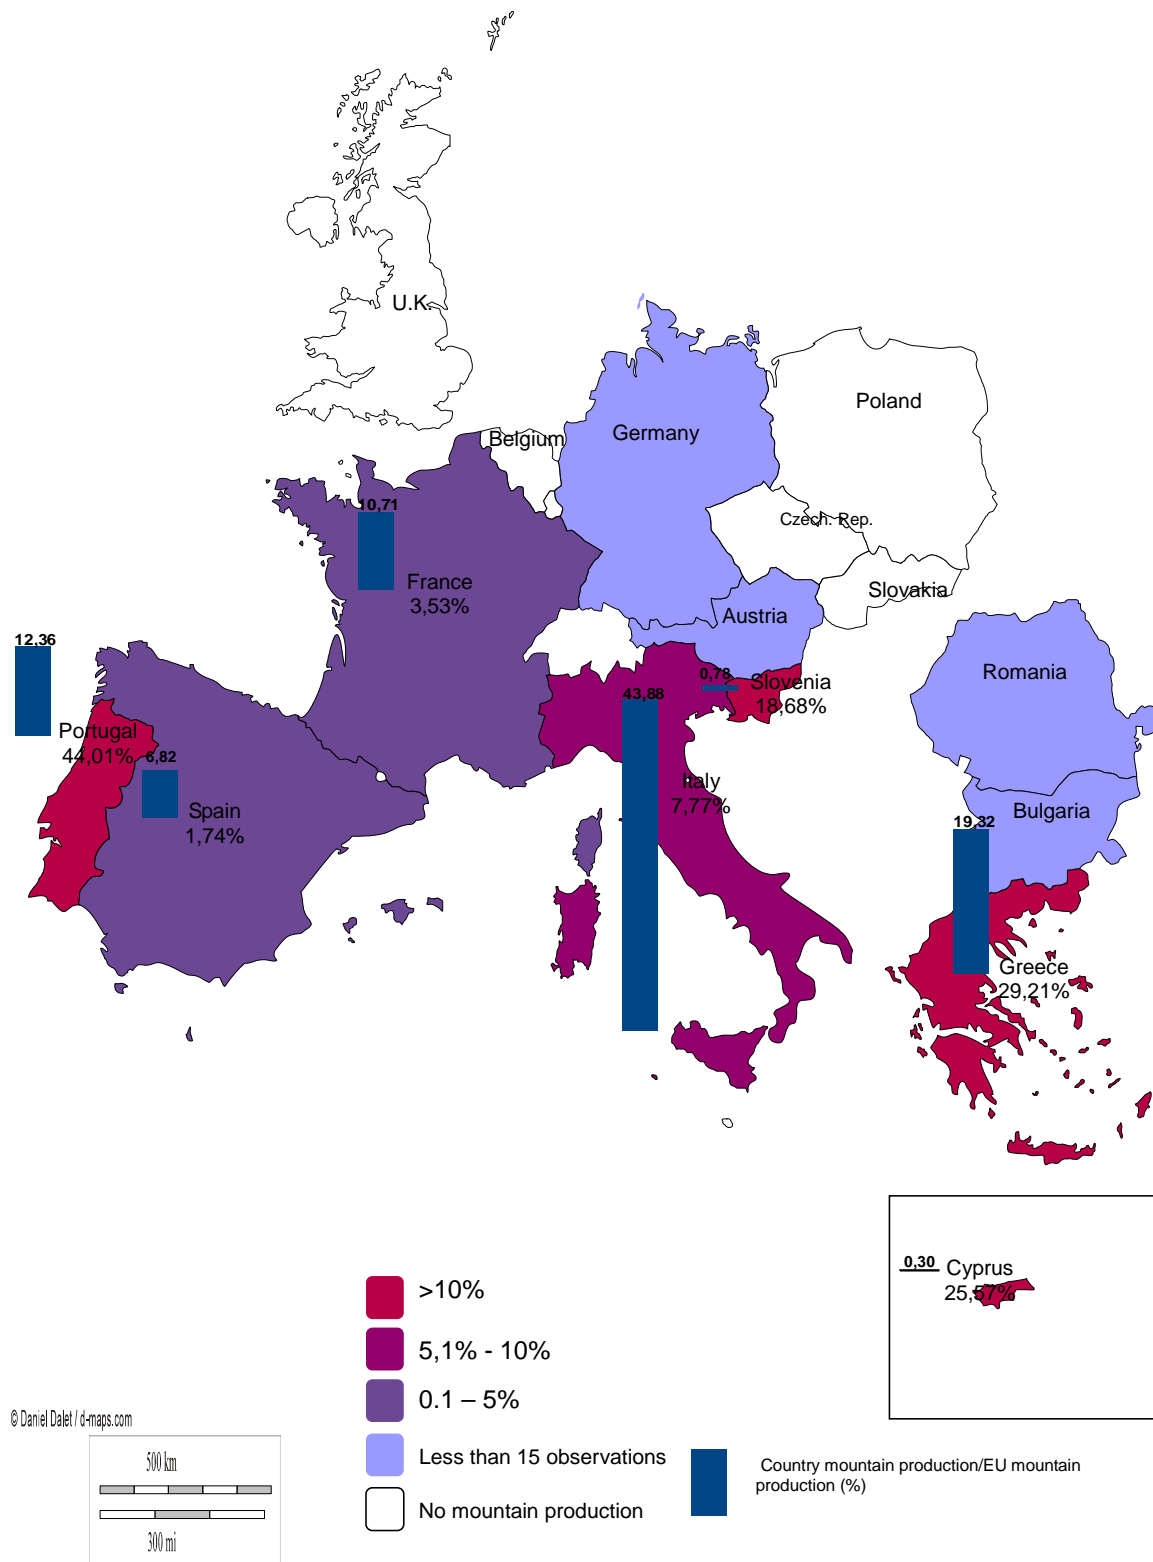 U.K.
Poland
Germany
Belgium
10,71
Czech. Rep.
France
3,53%
Slovakia
Austria
12,36
Romania
0,78
Slovenia
18,68%
43,88
Portugal
44,01%
6,82
Italy
7,77%
Spain
1,74%
Bulgaria
19,32
Greece
29,21%
0,30
Cyprus
25,57%
>10%
5,1% - 10%
0.1 – 5%
Less than 15 observations
No mountain production
Country mountain production/EU mountain
production (%)
© Daniel Dalet / d-maps.com
500 km
300 mi